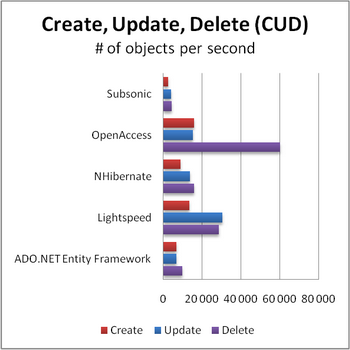 Create, Update, Delete (CUD)
# of objects per second
Subsonic
OpenAccess
NHibernate
Lightspeed
ADO.NET Entity Framework
0 20 000 40 000 60 000 80 000
Create Update Delete